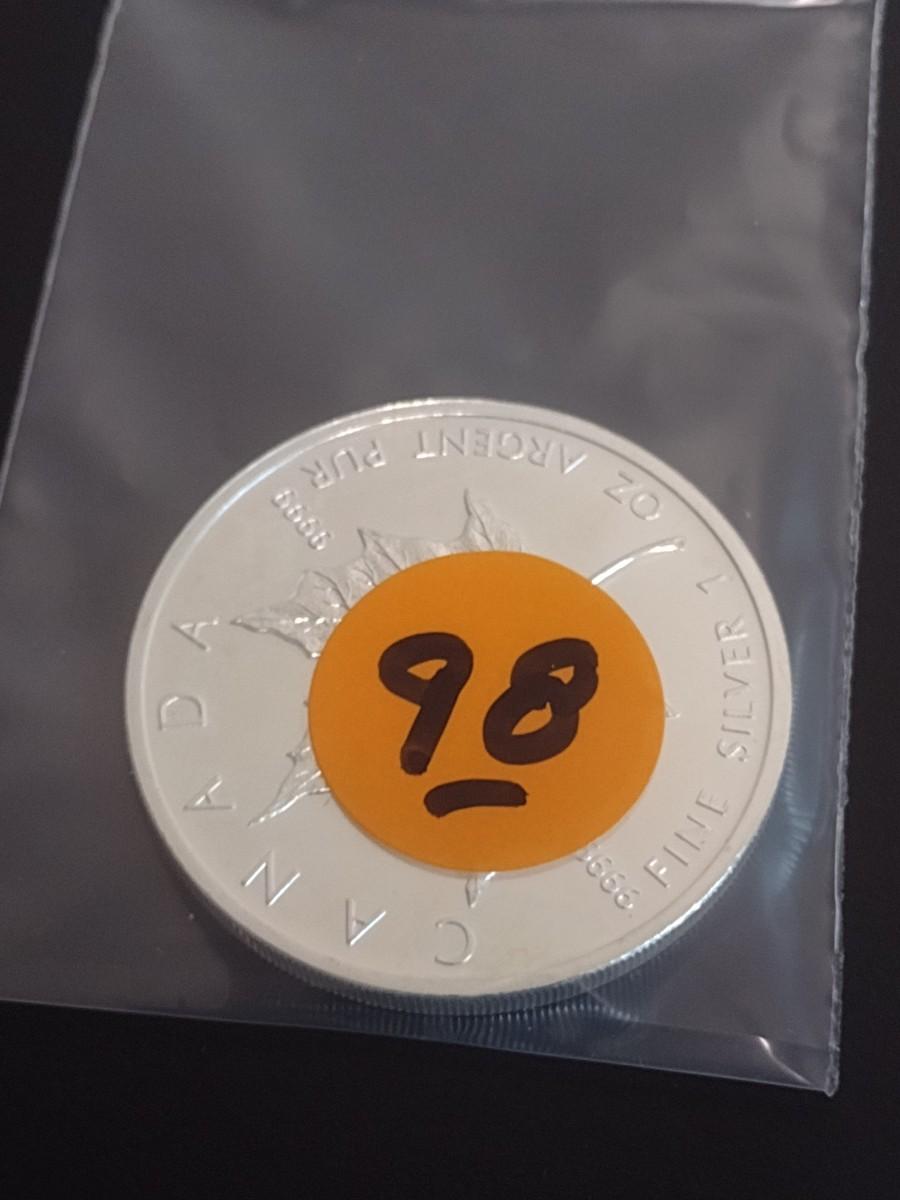 98
CANADA
9999
FINE SILVER 1 OZ ARGENT PUR
9999